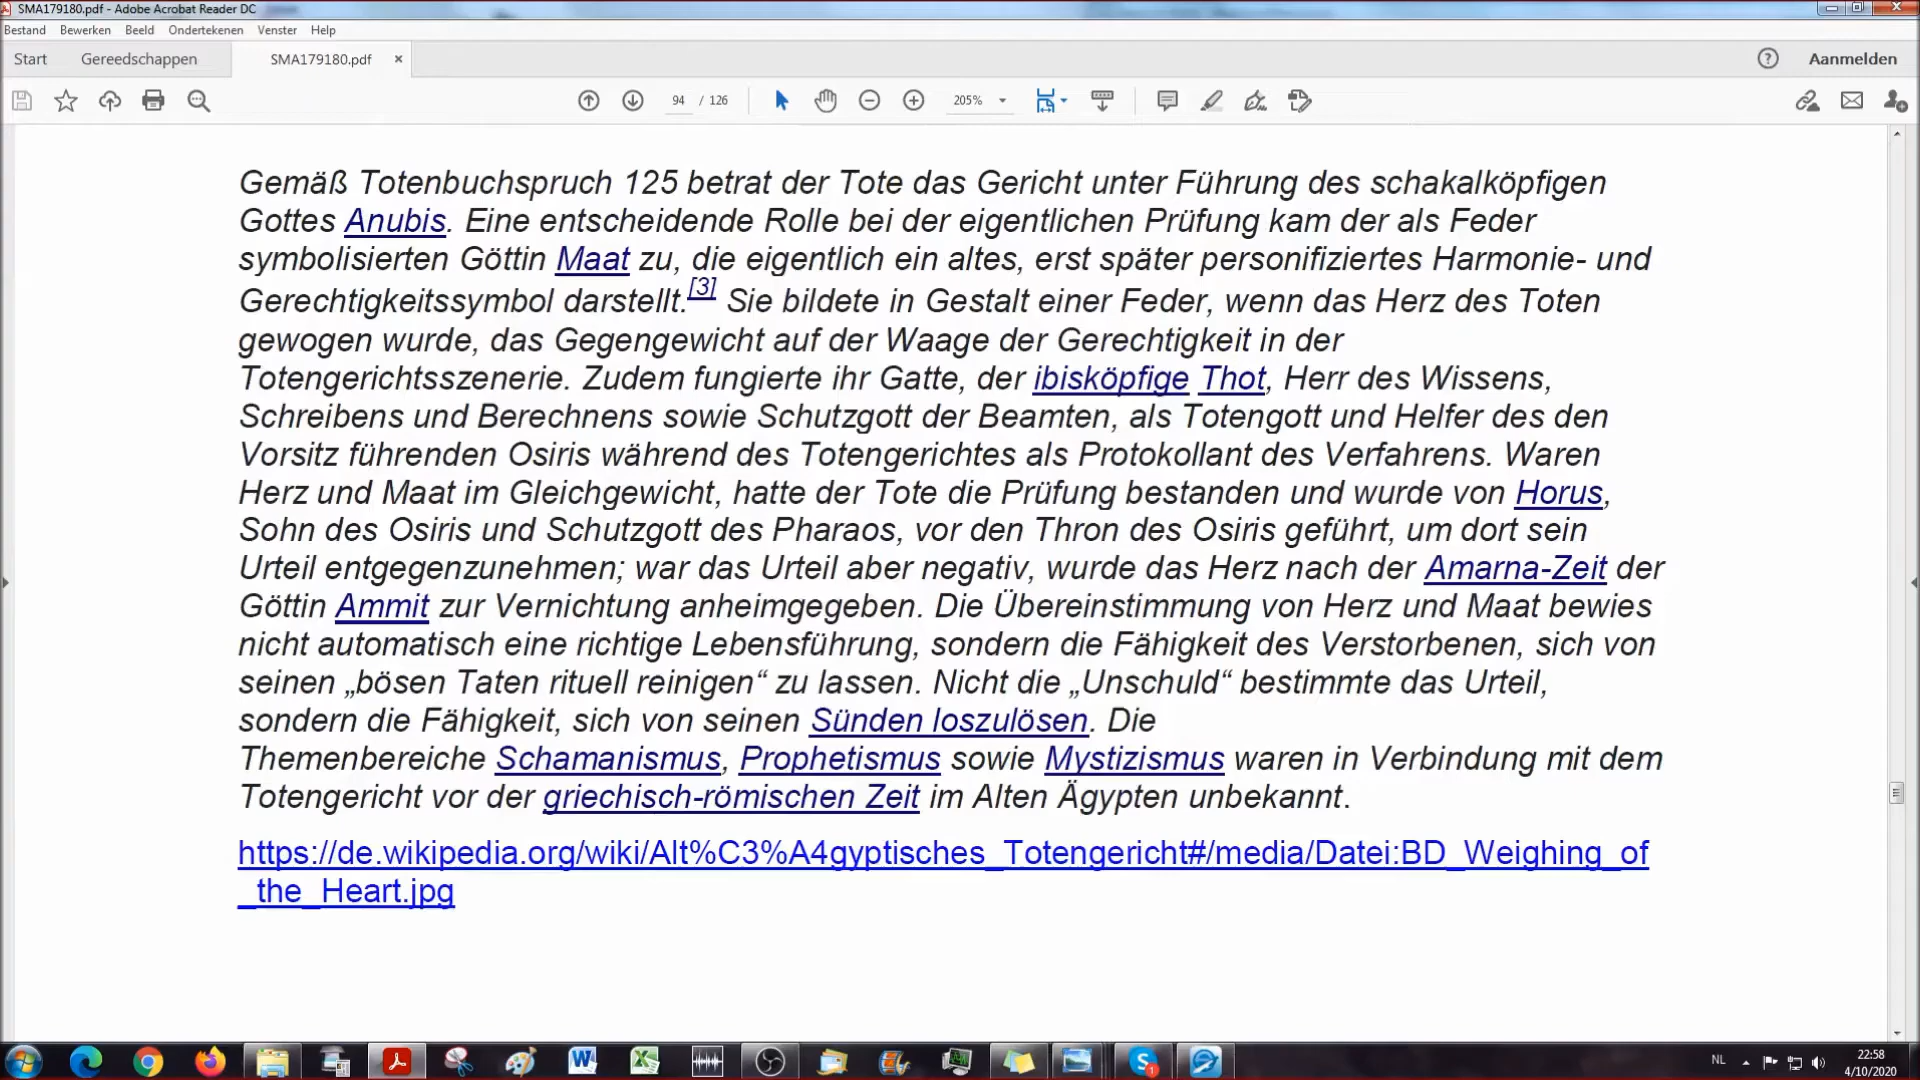 SMA179180.pdf - Adobe Acrobat Reader DC
Bestand Bewerken Beeld Ondertekenen Venster Help
Start Gereedschappen SMA179180.pdf × ? Aanmelden
94 / 126 205%
Gemäß Totenbuchspruch 125 betrat der Tote das Gericht unter Führung des schakalköpfigen
Gottes Anubis. Eine entscheidende Rolle bei der eigentlichen Prüfung kam der als Feder
symbolisierten Göttin Maat zu, die eigentlich ein altes, erst später personifiziertes Harmonie- und
Gerechtigkeitssymbol darstellt.[3] Sie bildete in Gestalt einer Feder, wenn das Herz des Toten
gewogen wurde, das Gegengewicht auf der Waage der Gerechtigkeit in der
Totengerichtsszenerie. Zudem fungierte ihr Gatte, der ibisköpfige Thot, Herr des Wissens,
Schreibens und Berechnens sowie Schutzgott der Beamten, als Totengott und Helfer des den
Vorsitz führenden Osiris während des Totengerichtes als Protokollant des Verfahrens. Waren
Herz und Maat im Gleichgewicht, hatte der Tote die Prüfung bestanden und wurde von Horus,
Sohn des Osiris und Schutzgott des Pharaos, vor den Thron des Osiris geführt, um dort sein
Urteil entgegenzunehmen; war das Urteil aber negativ, wurde das Herz nach der Amarna-Zeit der
Göttin Ammit zur Vernichtung anheimgegeben. Die Übereinstimmung von Herz und Maat bewies
nicht automatisch eine richtige Lebensführung, sondern die Fähigkeit des Verstorbenen, sich von
seinen „bösen Taten rituell reinigen“ zu lassen. Nicht die „Unschuld“ bestimmte das Urteil,
sondern die Fähigkeit, sich von seinen Sünden loszulösen. Die
Themenbereiche Schamanismus, Prophetismus sowie Mystizismus waren in Verbindung mit dem
Totengericht vor der griechisch-römischen Zeit im Alten Ägypten unbekannt.
https://de.wikipedia.org/wiki/Alt%C3%A4gyptisches_Totengericht#/media/Datei:BD_Weighing_of
_the_Heart.jpg
NL 22:58
4/10/2020